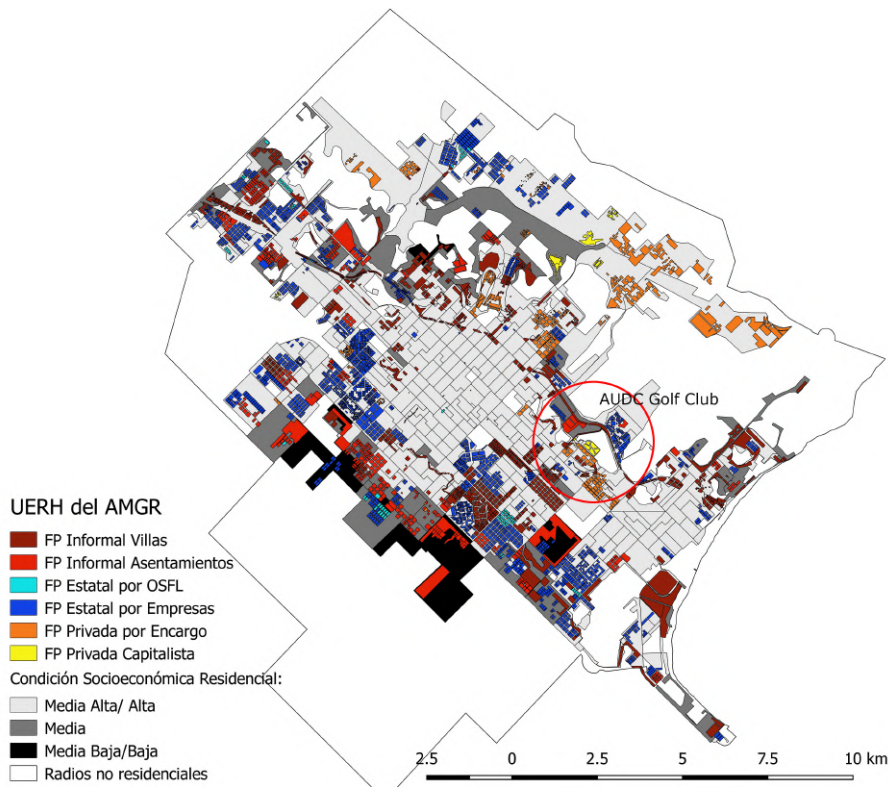 AUDC Golf Club
UERH del AMGR
FP Informal Villas
FP Informal Asentamientos
FP Estatal por OSFL
FP Estatal por Empresas
FP Privada por Encargo
FP Privada Capitalista
Condición Socioeconómica Residencial:
Media Alta/ Alta
Media
Media Baja/Baja
Radios no residenciales
2.5 0 2.5 5 7.5 10 km